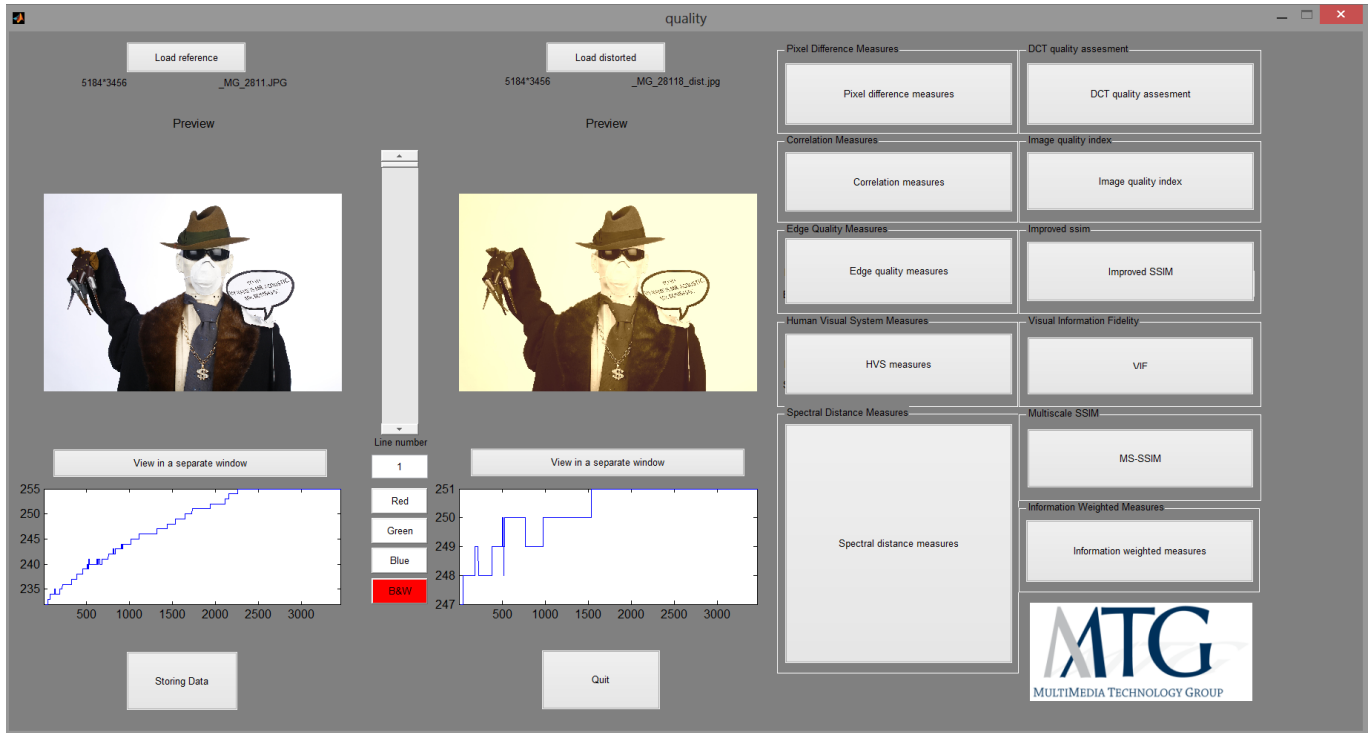 quality
Load reference
5184*3456 _MG_2811.JPG
Preview
Load distorted
5184*3456 _MG_28118_dist.jpg
Preview
View in a separate window
255
250
245
240
235
500 1000 1500 2000 2500 3000
Storing Data
Line number
1
Red
Green
Blue
B&W
View in a separate window
251
250
249
248
247
500 1000 1500 2000 2500 3000
Quit
Pixel Difference Measures
Pixel difference measures
Correlation Measures
Correlation measures
Edge Quality Measures
Edge quality measures
Human Visual System Measures
HVS measures
Spectral Distance Measures
Spectral distance measures
DCT quality assesment
DCT quality assesment
Image quality index
Image quality index
Improved ssim
Improved SSIM
Visual Information Fidelity
VIF
Multiscale SSIM
MS-SSIM
Information Weighted Measures
Information weighted measures
MTG
MULTIMEDIA TECHNOLOGY GROUP